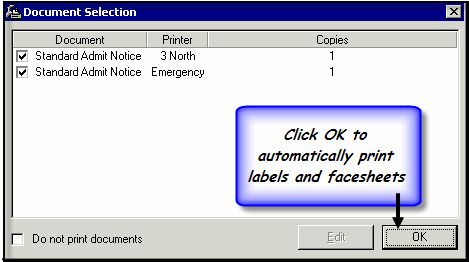 Document Selection
Document Printer Copies
Standard Admit Notice 3 North 1
Standard Admit Notice Emergency 1
Click OK to
automatically print
labels and facesheets
Do not print documents Edit OK